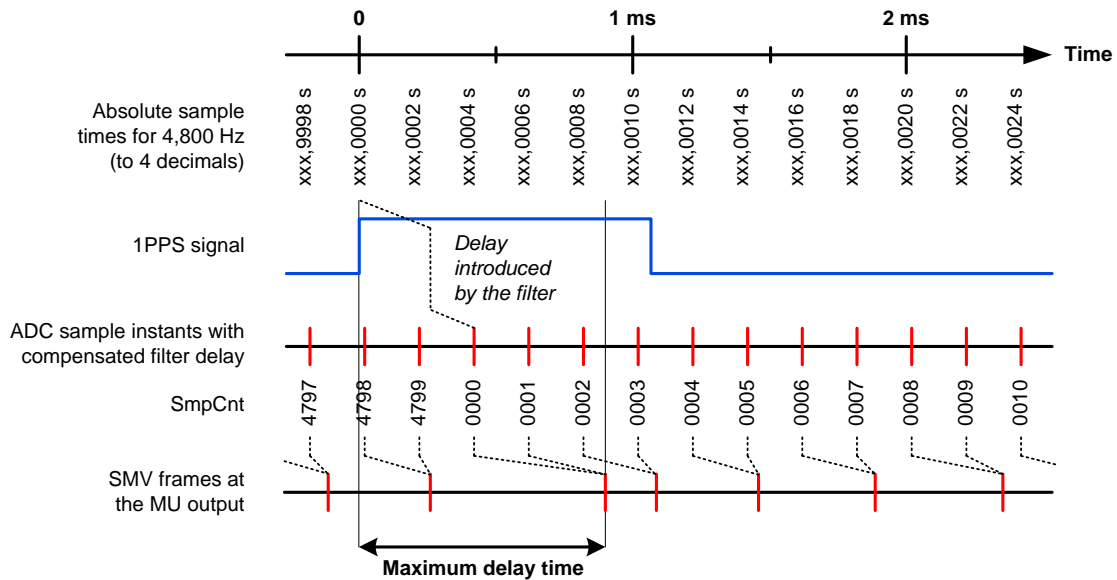 0
1 ms
2 ms
Time
Absolute sample
times for 4,800 Hz
(to 4 decimals)
xxx,9998 s
xxx,0000 s
xxx,0002 s
xxx,0004 s
xxx,0006 s
xxx,0008 s
xxx,0010 s
xxx,0012 s
xxx,0014 s
xxx,0016 s
xxx,0018 s
xxx,0020 s
xxx,0022 s
xxx,0024 s
1PPS signal
Delay
introduced
by the filter
ADC sample instants with
compensated filter delay
SmpCnt
4797
4798
4799
0000
0001
0002
0003
0004
0005
0006
0007
0008
0009
0010
SMV frames at
the MU output
Maximum delay time